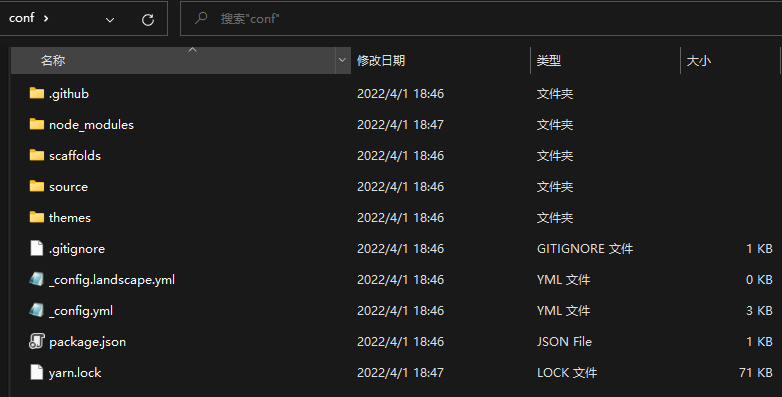 conf
搜索"conf"
名称 修改日期 类型 大小
.github 2022/4/1 18:46 文件夹
node_modules 2022/4/1 18:47 文件夹
scaffolds 2022/4/1 18:46 文件夹
source 2022/4/1 18:46 文件夹
themes 2022/4/1 18:46 文件夹
.gitignore 2022/4/1 18:46 GITIGNORE 文件 1 KB
_config.landscape.yml 2022/4/1 18:46 YML 文件 0 KB
_config.yml 2022/4/1 18:46 YML 文件 3 KB
package.json 2022/4/1 18:46 JSON File 1 KB
yarn.lock 2022/4/1 18:47 LOCK 文件 71 KB